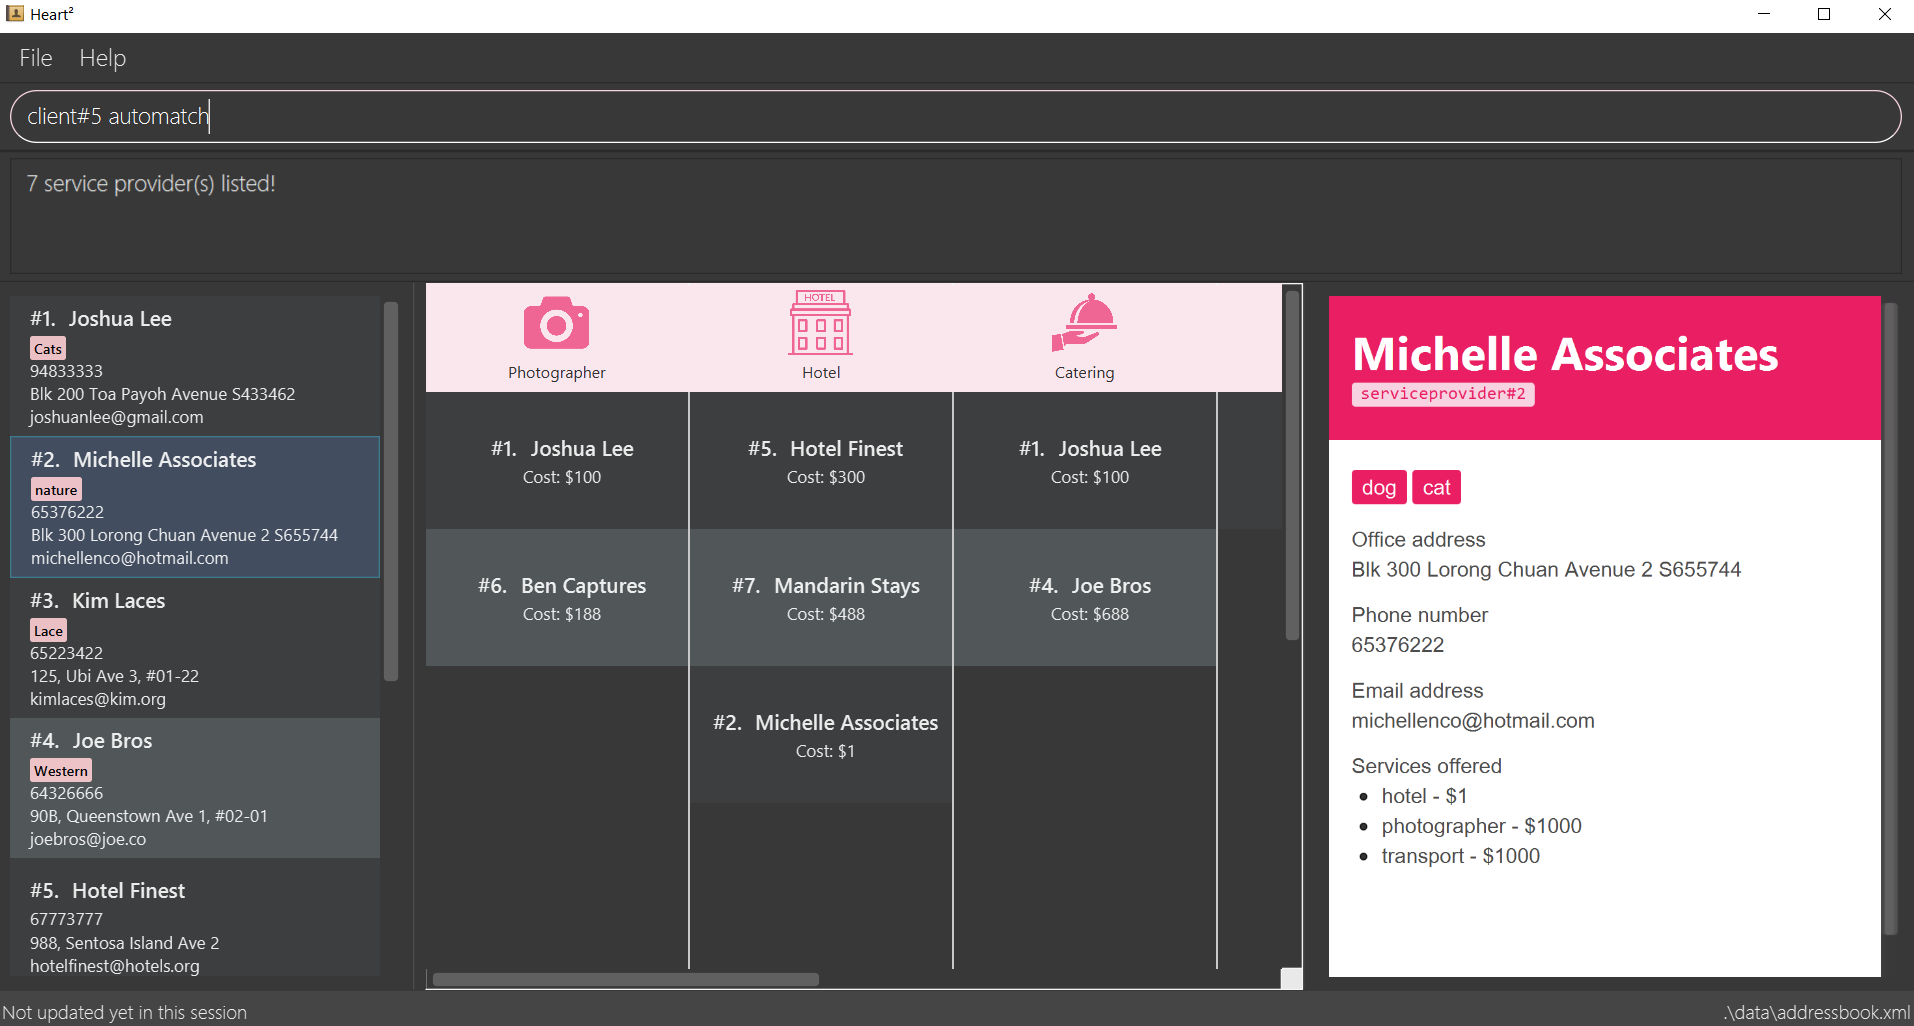 Heart²
File Help
client#5 automatch
7 service provider(s) listed!
#1. Joshua Lee
Cats
94833333
Blk 200 Toa Payoh Avenue S433462
joshuanlee@gmail.com
#2. Michelle Associates
nature
65376222
Blk 300 Lorong Chuan Avenue 2 S655744
michellenco@hotmail.com
#3. Kim Laces
Lace
65223422
125, Ubi Ave 3, #01-22
kimlaces@kim.org
#4. Joe Bros
Western
64326666
90B, Queenstown Ave 1, #02-01
joebros@joe.co
#5. Hotel Finest
67773777
988, Sentosa Island Ave 2
hotelfinest@hotels.org
Photographer
#1. Joshua Lee
Cost: $100
#6. Ben Captures
Cost: $188
HOTEL
Hotel
#5. Hotel Finest
Cost: $300
#7. Mandarin Stays
Cost: $488
#2. Michelle Associates
Cost: $1
Catering
#1. Joshua Lee
Cost: $100
#4. Joe Bros
Cost: $688
Michelle Associates
serviceprovider#2
dog cat
Office address
Blk 300 Lorong Chuan Avenue 2 S655744
Phone number
65376222
Email address
michellenco@hotmail.com
Services offered
• hotel - $1
• photographer - $1000
• transport - $1000
Not updated yet in this session
.\data\addressbook.xml